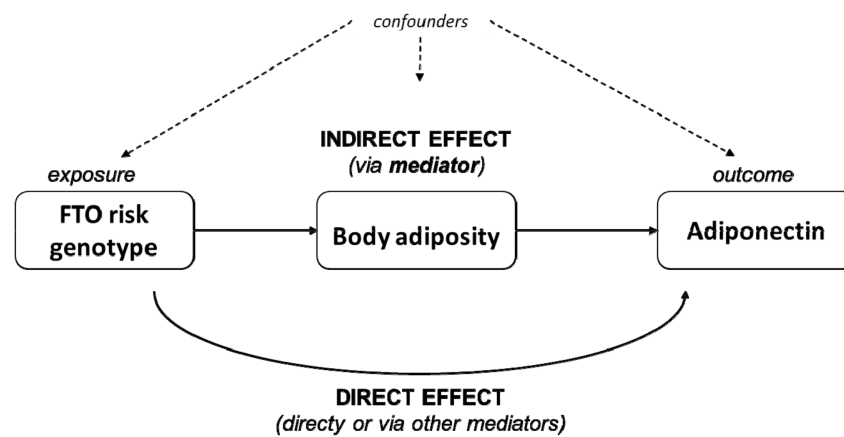 confounders
INDIRECT EFFECT
(via mediator)
exposure
outcome
FTO risk
genotype
Body adiposity
Adiponectin
DIRECT EFFECT
(directy or via other mediators)